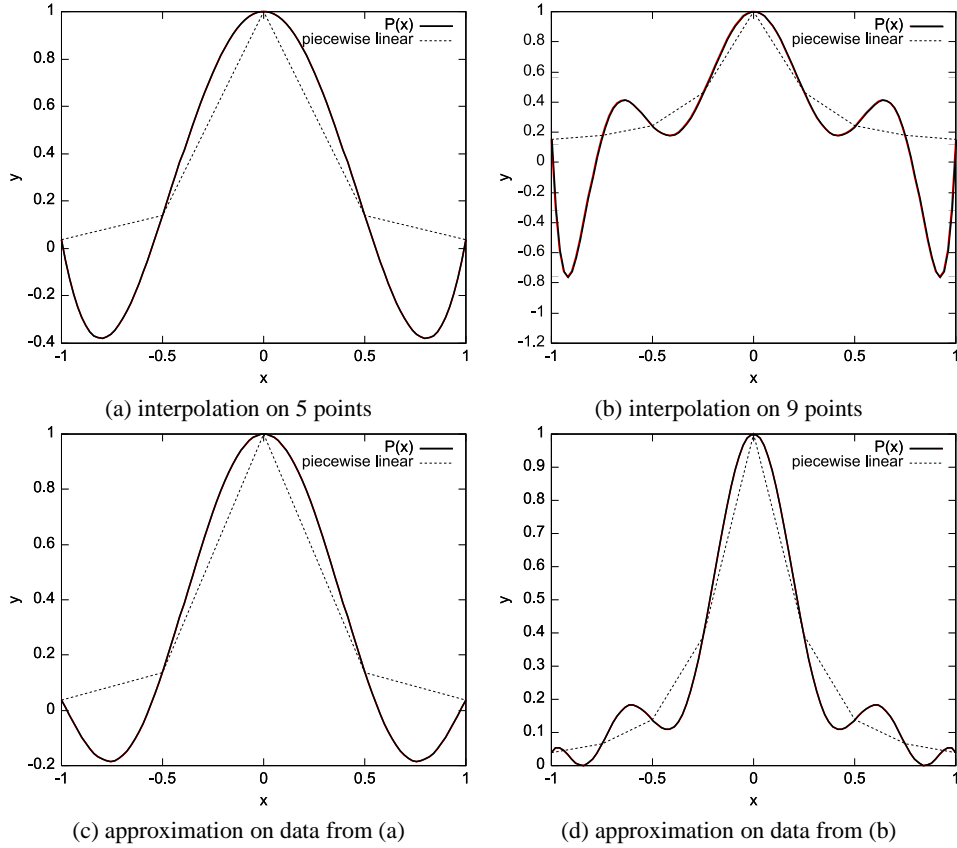 P(x)
piecewise linear
1
0.8
0.6
0.4
0.2
0
-0.2
-0.4
y
-1
-0.5
0
0.5
1
x
(a) interpolation on 5 points
P(x)
piecewise linear
1
0.8
0.6
0.4
0.2
0
-0.2
-0.4
-0.6
-0.8
-1
-1.2
y
-1
-0.5
0
0.5
1
x
(b) interpolation on 9 points
P(x)
piecewise linear
1
0.8
0.6
0.4
0.2
0
-0.2
y
-1
-0.5
0
0.5
1
x
(c) approximation on data from (a)
P(x)
piecewise linear
1
0.9
0.8
0.7
0.6
0.5
0.4
0.3
0.2
0.1
0
y
-1
-0.5
0
0.5
1
x
(d) approximation on data from (b)